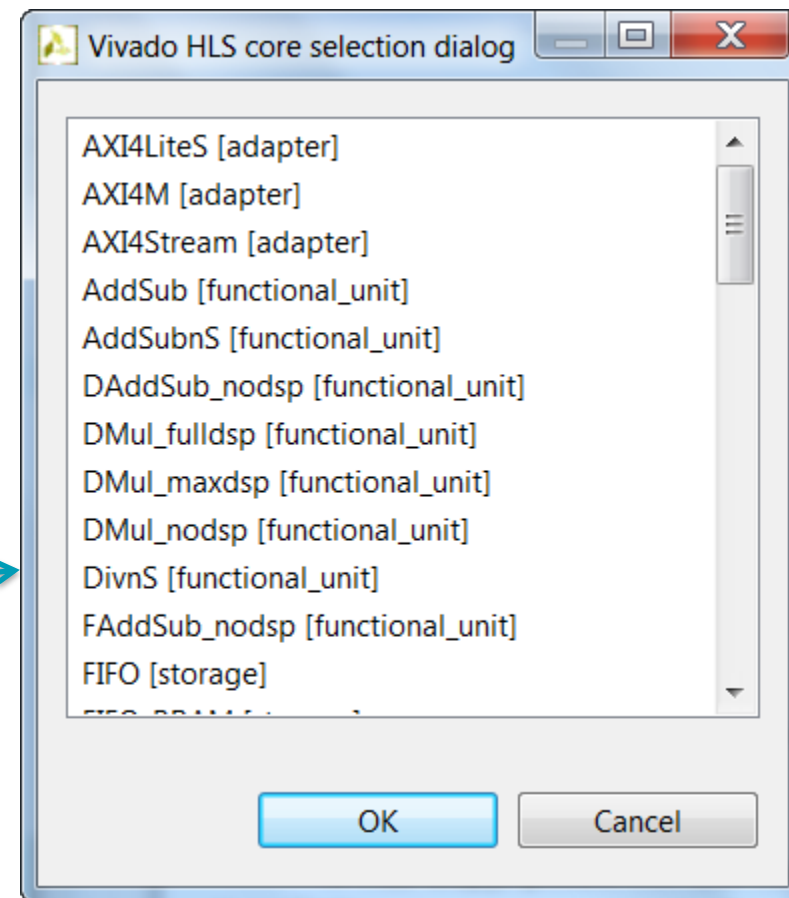 Vivado HLS core selection dialog
AXI4LiteS [adapter]
AXI4M [adapter]
AXI4Stream [adapter]
AddSub [functional_unit]
AddSubnS [functional_unit]
DAddSub_nodsp [functional_unit]
DMul_fulldsp [functional_unit]
DMul_maxdsp [functional_unit]
DMul_nodsp [functional_unit]
DivnS [functional_unit]
FAddSub_nodsp [functional_unit]
FIFO [storage]
OK
Cancel